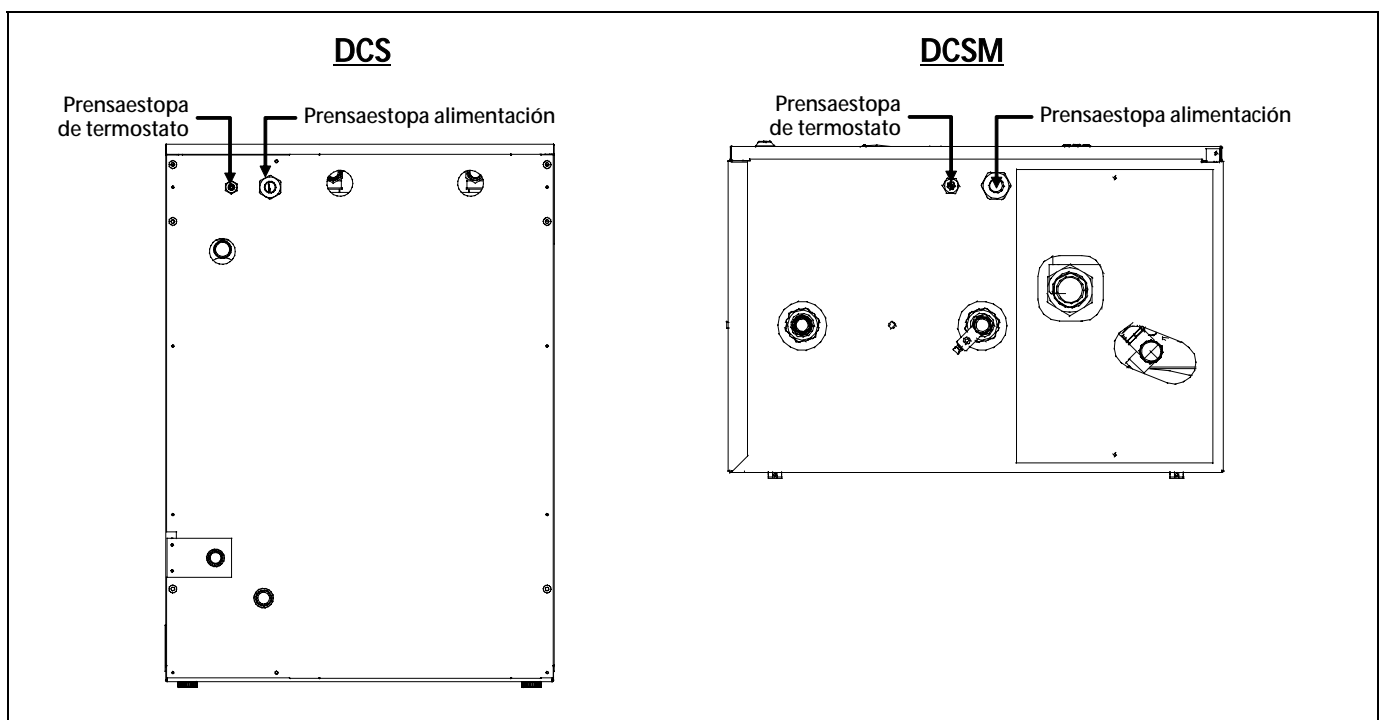 DCS
DCSM
Prensaestopa
de termostato
Prensaestopa alimentación
Prensaestopa
de termostato
Prensaestopa alimentación